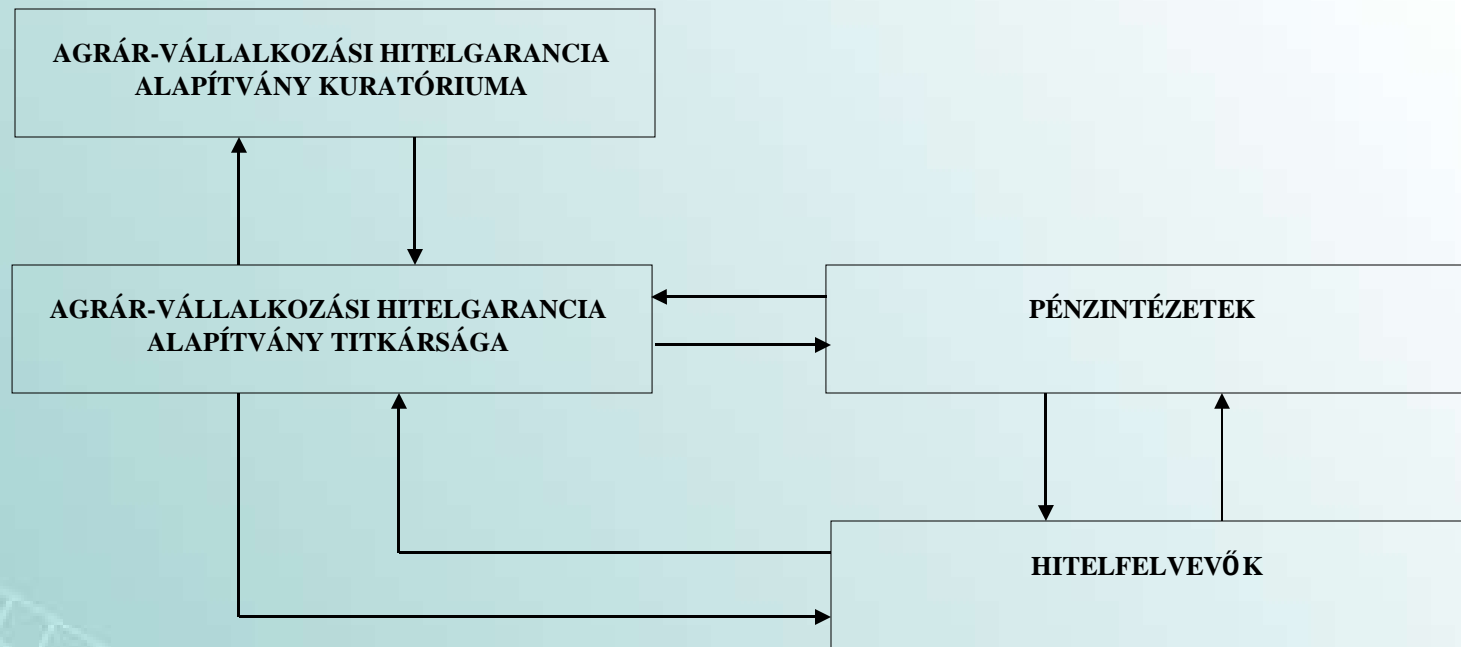 AGRÁR-VÁLLALKOZÁSI HITELGARANCIA
ALAPÍTVÁNY KURATÓRIUMA
AGRÁR-VÁLLALKOZÁSI HITELGARANCIA
ALAPÍTVÁNY TITKÁRSÁGA
PÉNZINTÉZETEK
HITELFELVEVŐK